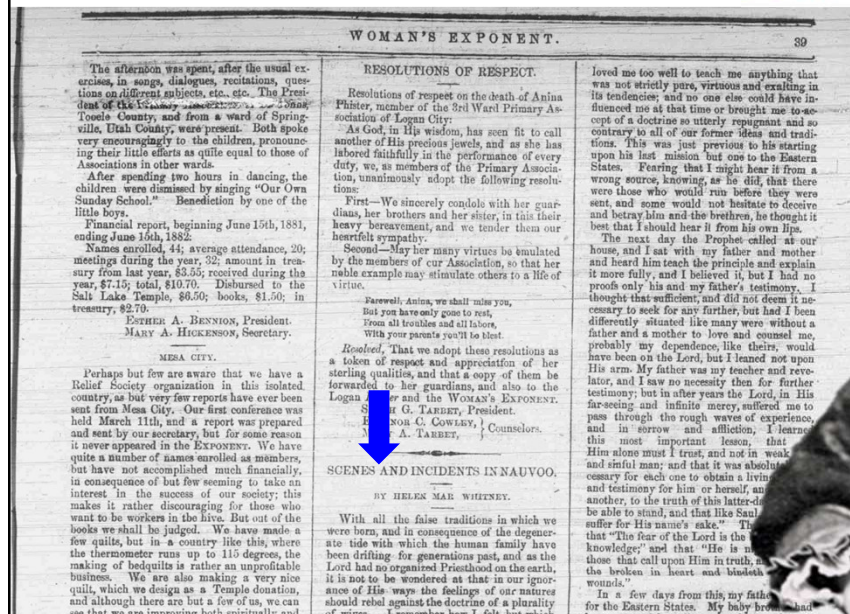 WOMAN'S EXPONENT.
39
The afternoon was spent, after the usual ex-
ercises, in songs, dialogues, recitations, ques-
tions on different subjects, etc., etc. The Presi-
dent of the Primary
Tooele County, and from a ward of Spring-
ville, Utah County, were present. Both spoke
very encouragingly to the children, pronounc-
ing their little efforts as quite equal to those of
Associations in other wards.
After spending two hours in dancing, the
children were dismissed by singing "Our Own
Sunday School." Benediction by one of the
little boys.
Financial report, beginning June 15th, 1881,
ending June 15th, 1882:
Names enrolled, 44; average attendance, 20;
meetings during the year, 32; amount in trea-
sury from last year, $3.55; received during the
year, $7.15; total, $10.70. Disbursed to the
Salt Lake Temple, $6.50; books, $1.50; in
treasury, $2.70.
ESTHER A. BENNION, President.
MARY A. HICKENSON, Secretary.
MESA CITY.
Perhaps but few are aware that we have a
Relief Society organization in this isolated
country, as but very few reports have ever been
sent from Mesa City. Our first conference was
held March 11th, and a report was prepared
and sent by our secretary, but for some reason
it never appeared in the EXPONENT. We have
quite a number of names enrolled as members,
but have not accomplished much financially,
in consequence of but few seeming to take an
interest in the success of our society; this
makes it rather discouraging for those who
want to be workers in the hive. But out of the
books we shall be judged. We have made a
few quilts, but in a country like this, where
the thermometer runs up to 115 degrees, the
making of bedquilts is rather an unprofitable
business. We are also making a very nice
quilt, which we design as a Temple donation,
and although there are but a few of us, we can
see that we are improving both spiritually and
RESOLUTIONS OF RESPECT.
Resolutions of respect on the death of Anina
Phister, member of the 3rd Ward Primary As-
sociation of Logan City:
As God, in His wisdom, has seen fit to call
another of His precious jewels, and as she has
labored faithfully in the performance of every
duty, we, as members of the Primary Associa-
tion, unanimously adopt the following resolu-
tions:
First—We sincerely condole with her guar-
dians, her brothers and her sister, in this their
heavy bereavement, and we tender them our
heartfelt sympathy.
Second—May her many virtues be emulated
by the members of our Association, so that her
noble example may stimulate others to a life of
virtue.
Farewell, Anina, we shall miss you,
But you have only gone to rest,
From all troubles and all labors,
With your parents you'll be blest.
Resolved, That we adopt these resolutions as
a token of respect and appreciation of her
sterling qualities, and that a copy of them be
forwarded to her guardians, and also to the
Logan and the WOMAN'S EXPONENT.
G. TARBET, President.
C. COWLEY,
A. TARBET, } Counselors.
SCENES AND INCIDENTS IN NAUVOO.
BY HELEN MAR WHITNEY.
With all the false traditions in which we
were born, and in consequence of the degener-
ate tide with which the human family have
been drifting for generations past, and as the
Lord had no organized Priesthood on the earth,
it is not to be wondered at that in our ignor-
ance of His ways the feelings of our natures
should rebel against the doctrine of a plurality
of wives. I remember how I felt but which
loved me too well to teach me anything that
was not strictly pure, virtuous and exalting in
its tendencies; and no one else could have in-
fluenced me at that time or brought me to ac-
cept of a doctrine so utterly repugnant and so
contrary to all of our former ideas and tradi-
tions. This was just previous to his starting
upon his last mission but one to the Eastern
States. Fearing that I might hear it from a
wrong source, knowing, as he did, that there
were those who would run before they were
sent, and some would not hesitate to deceive
and betray him and the brethren, he thought it
best that I should hear it from his own lips.
The next day the Prophet called at our
house, and I sat with my father and mother
and heard him teach the principle and explain
it more fully, and I believed it, but I had no
proofs only his and my father's testimony. I
thought that sufficient, and did not deem it ne-
cessary to seek for any further, but had I been
differently situated like many were without a
father and a mother to love and counsel me,
probably my dependence, like theirs, would
have been on the Lord, but I leaned not upon
His arm. My father was my teacher and reve-
lator, and I saw no necessity then for further
testimony; but in after years the Lord, in His
far-seeing and infinite mercy, suffered me to
pass through the rough waves of experience,
and in sorrow and affliction, I learned
this most important lesson, that
Him alone must I trust, and not in weak
and sinful man; and that it was absolut
cessary for each one to obtain a livin
and testimony for him or herself, an
another, to the truth of this latter-da
be able to stand, and that like Saul
suffer for His name's sake." Th
that "The fear of the Lord is the
knowledge;" and that "He is n
those that call upon Him in truth,
the broken in heart and bindeth
wounds."
In a few days from this, my fathe
for the Eastern States. My baby brother had